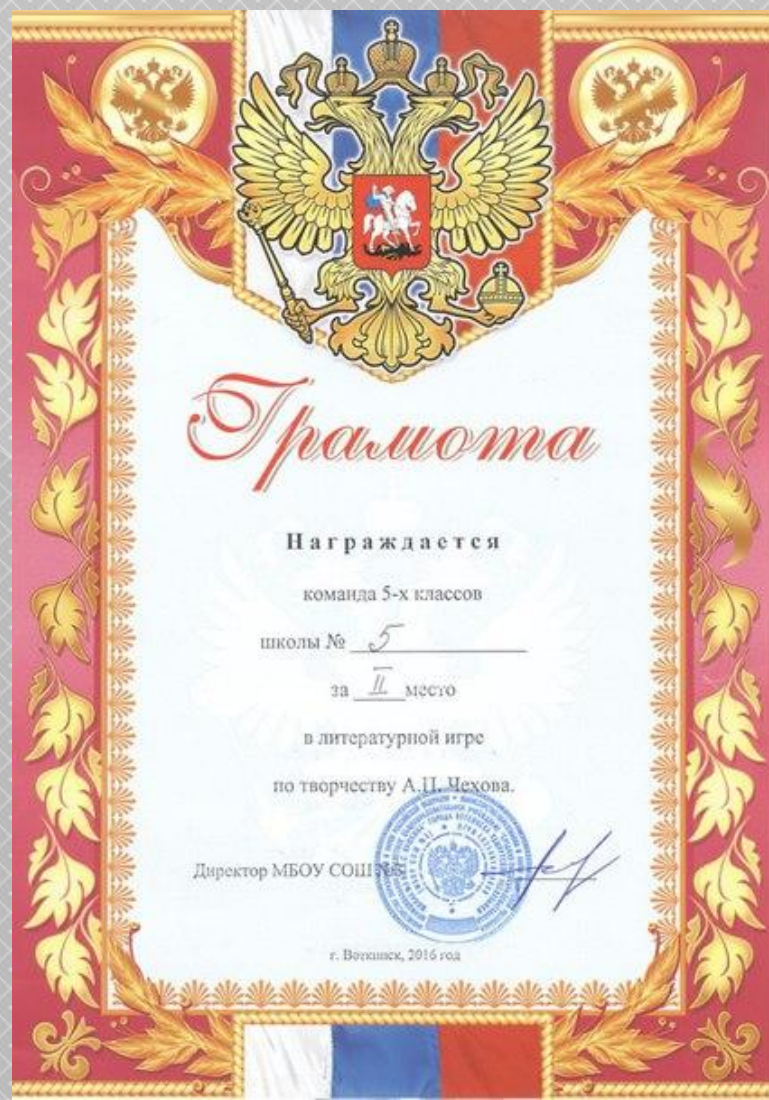 Грамота
Награждается
команда 5-х классов
школы № 5
за II место
в литературной игре
по творчеству А.П. Чехова.
Директор МБОУ СОШ
г. Воткинск, 2016 год